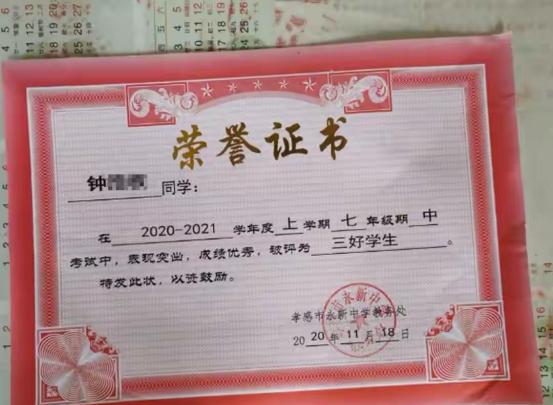 荣誉证书
钟 同学:
在 2020-2021 学年度 上 学期 七 年级期 中
考试中,表现突出,成绩优秀,被评为 三好学生 。
特发此状,以资鼓励。
孝感市永新中学教务处
2020年11月18日